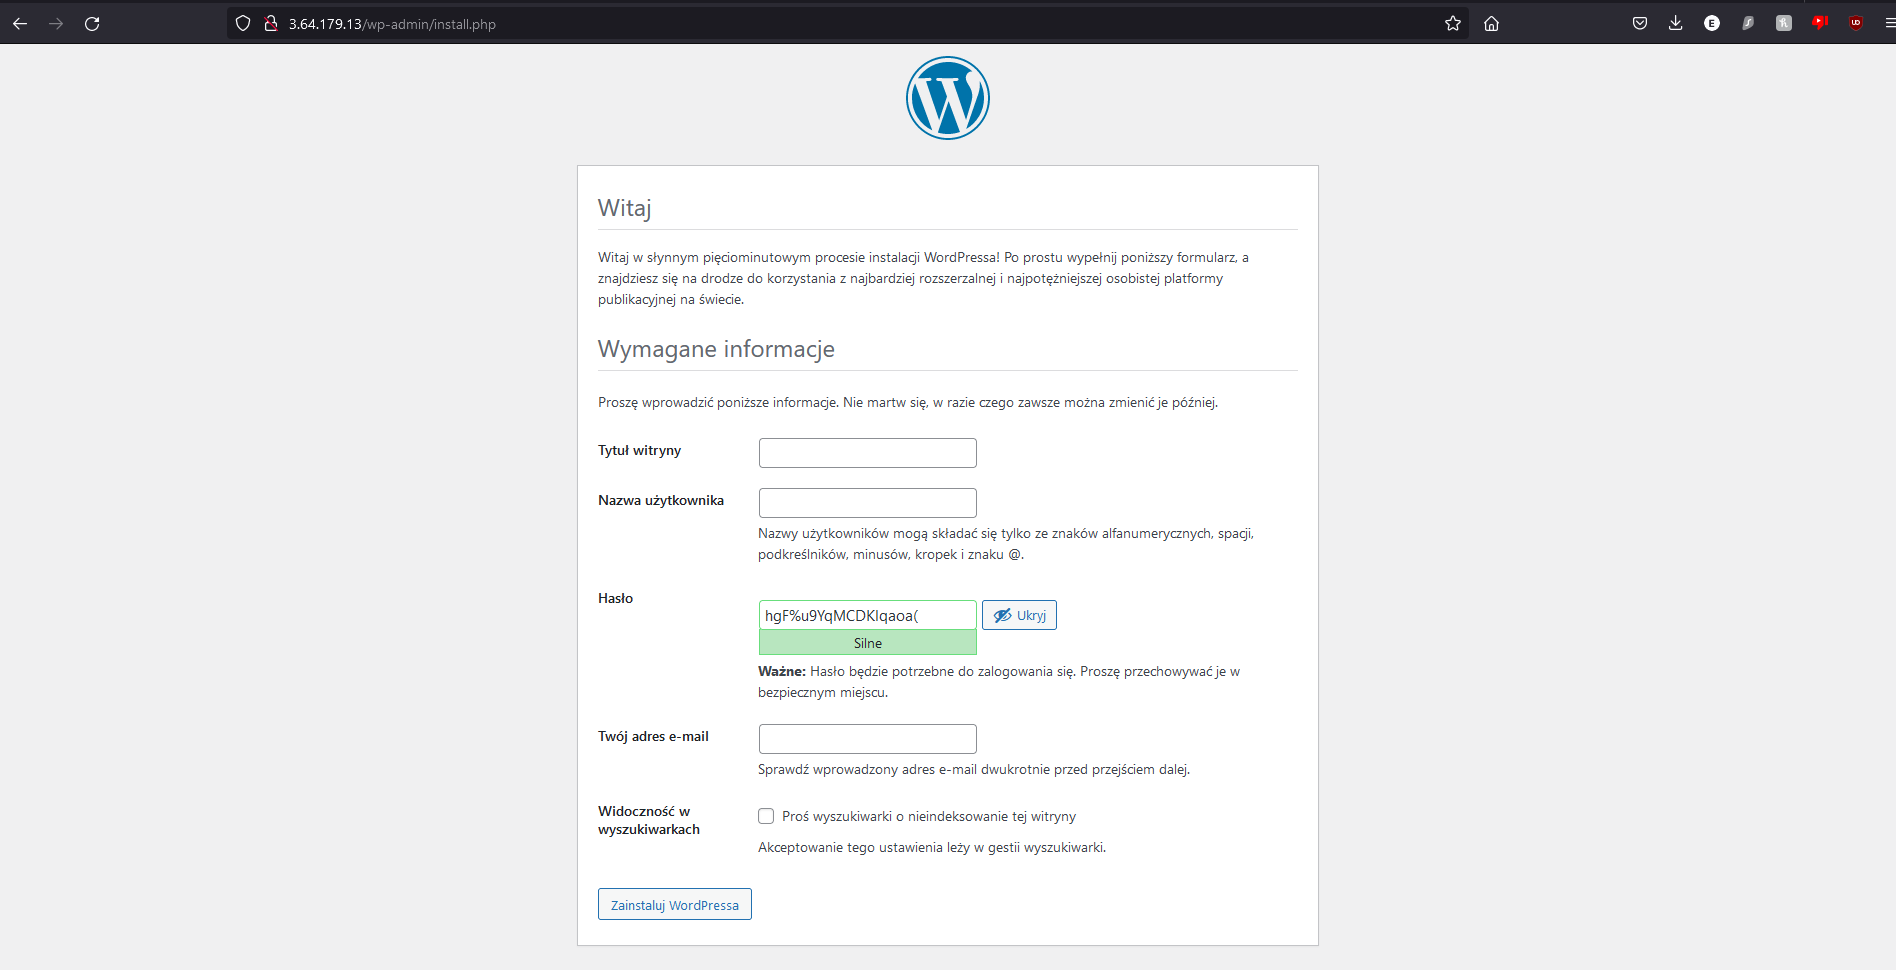 3.64.179.13/wp-admin/install.php
Witaj
Witaj w słynnym pięciominutowym procesie instalacji WordPressa! Po prostu wypełnij poniższy formularz, a
znajdziesz się na drodze do korzystania z najbardziej rozszerzalnej i najpotężniejszej osobistej platformy
publikacyjnej na świecie.
Wymagane informacje
Proszę wprowadzić poniższe informacje. Nie martw się, w razie czego zawsze można zmienić je później.
Tytuł witryny
Nazwa użytkownika
Nazwy użytkowników mogą składać się tylko ze znaków alfanumerycznych, spacji,
podkreślników, minusów, kropek i znaku @.
Hasło
Ukryj
Silne
Ważne: Hasło będzie potrzebne do zalogowania się. Proszę przechowywać je w
bezpiecznym miejscu.
Twój adres e-mail
Sprawdź wprowadzony adres e-mail dwukrotnie przed przejściem dalej.
Widoczność w
wyszukiwarkach
Proś wyszukiwarki o nieindeksowanie tej witryny
Akceptowanie tego ustawienia leży w gestii wyszukiwarki.
Zainstaluj WordPressa